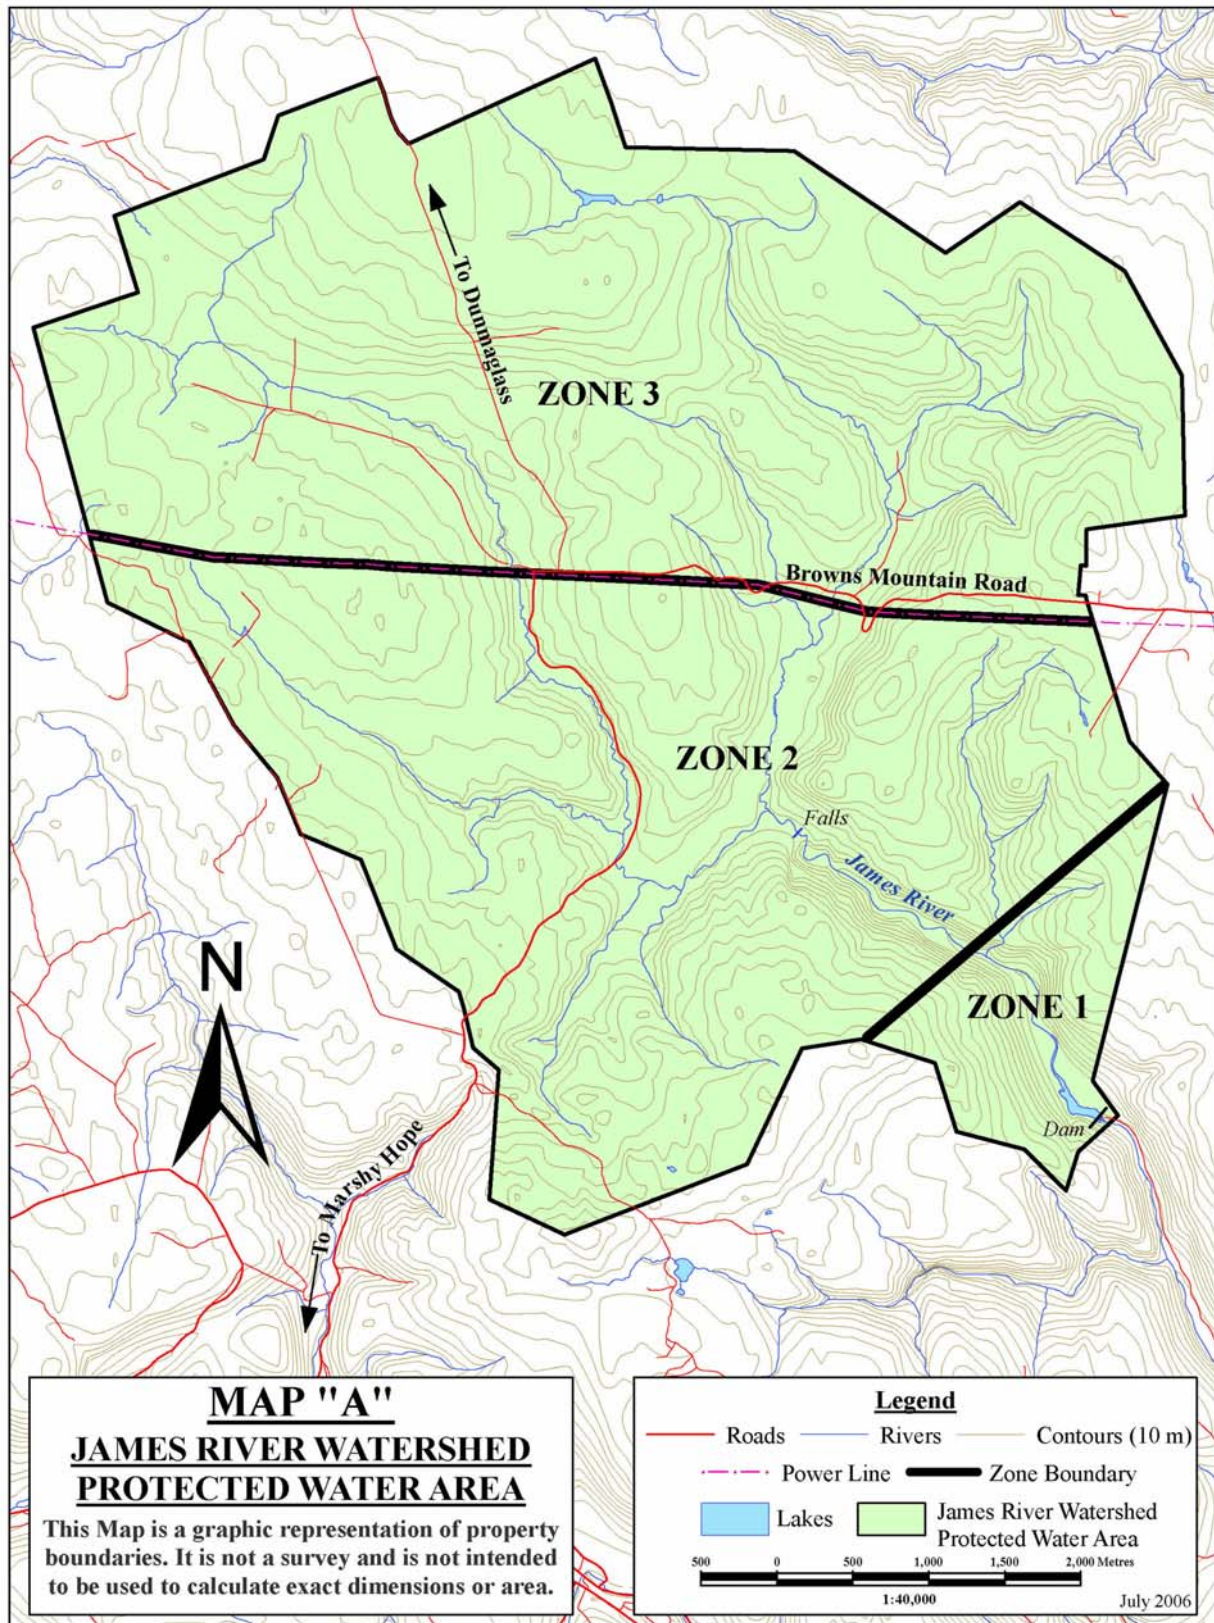 To Dunmaglass
ZONE 3
Browns Mountain Road
ZONE 2
Falls
James River
N
ZONE 1
Dam
To Marshy Hope
MAP "A"
JAMES RIVER WATERSHED
PROTECTED WATER AREA
This Map is a graphic representation of property
boundaries. It is not a survey and is not intended
to be used to calculate exact dimensions or area.
Legend
Roads Rivers Contours (10 m)
Power Line Zone Boundary
Lakes James River Watershed
Protected Water Area
500 0 500 1,000 1,500 2,000 Metres
1:40,000
July 2006